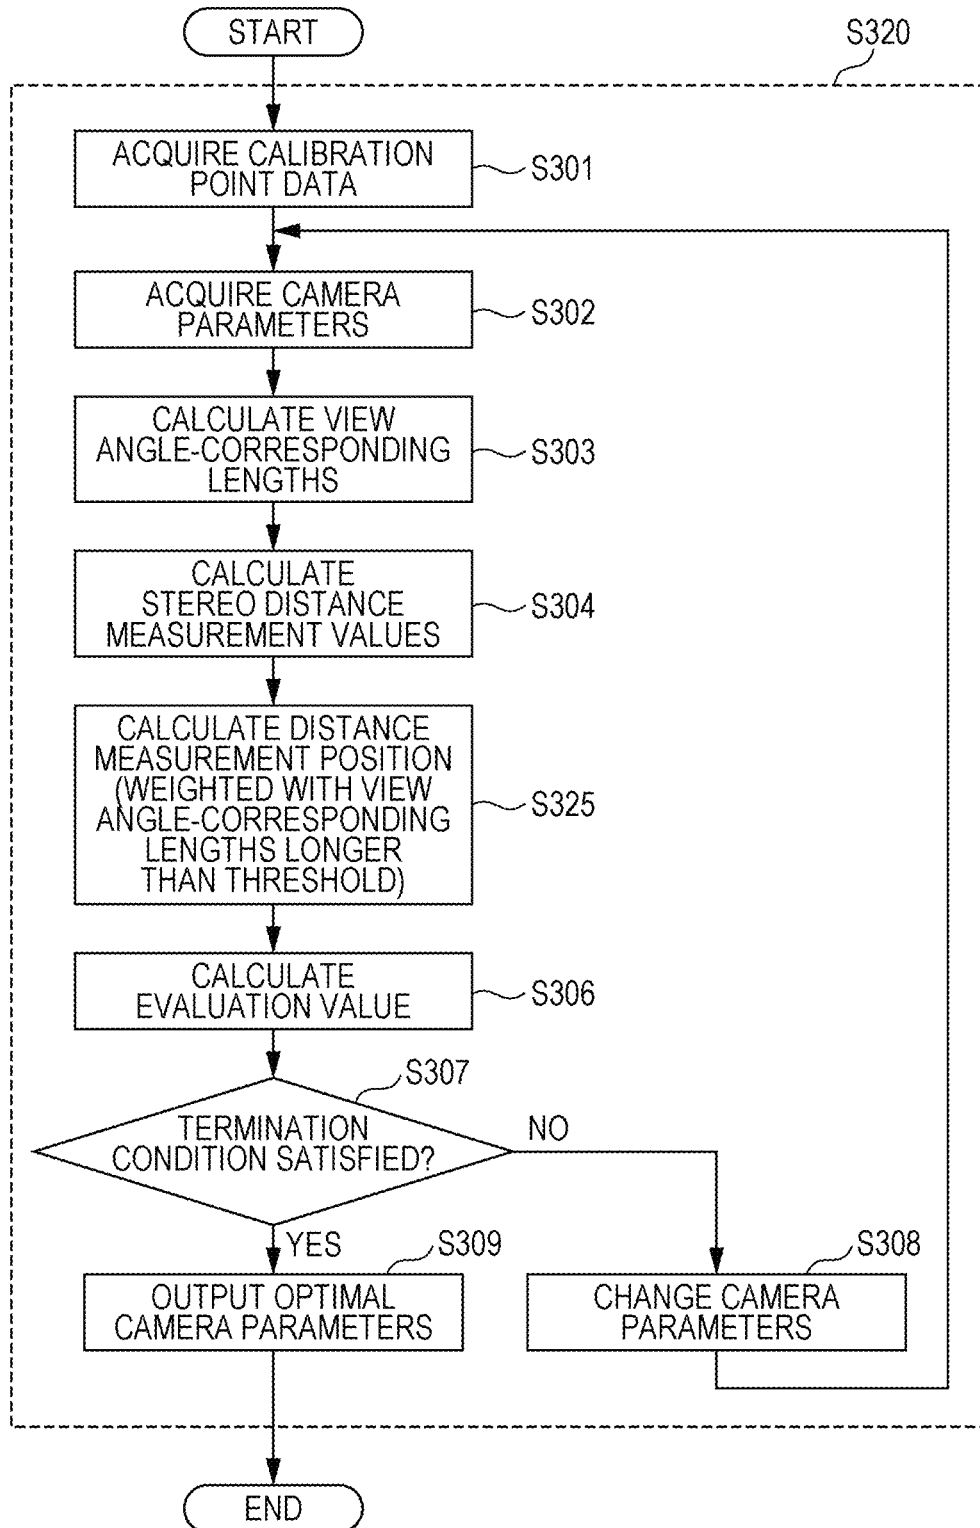 START
S320
ACQUIRE CALIBRATION
POINT DATA
S301
ACQUIRE CAMERA
PARAMETERS
S302
CALCULATE VIEW
ANGLE-CORRESPONDING
LENGTHS
S303
CALCULATE
STEREO DISTANCE
MEASUREMENT VALUES
S304
CALCULATE DISTANCE
MEASUREMENT POSITION
(WEIGHTED WITH VIEW
ANGLE-CORRESPONDING
LENGTHS LONGER
THAN THRESHOLD)
S325
CALCULATE
EVALUATION VALUE
S306
S307
TERMINATION
CONDITION SATISFIED?
NO
YES
S309
OUTPUT OPTIMAL
CAMERA PARAMETERS
S308
CHANGE CAMERA
PARAMETERS
END